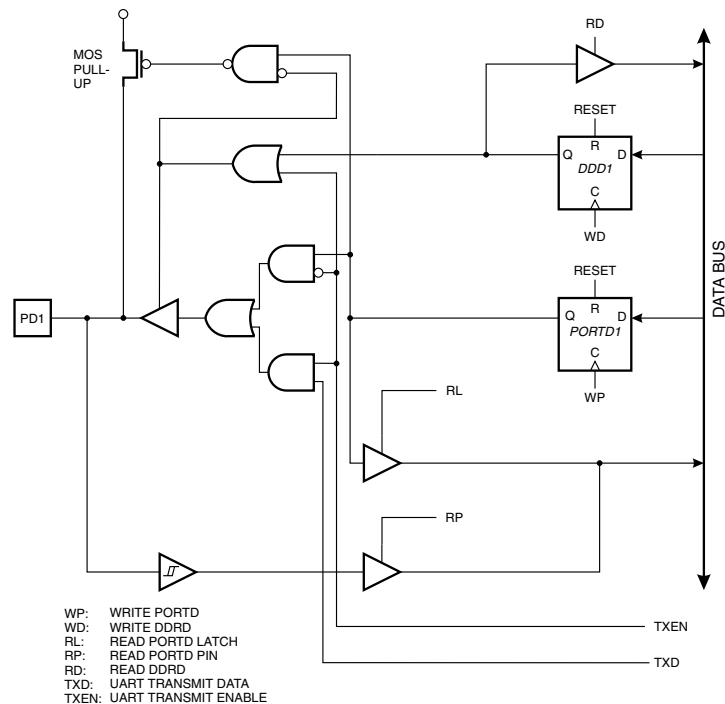 RD
MOS
PULL-
UP
RESET
R
Q
D
DDD1
C
WD
RESET
R
PD1
Q
D
PORTD1
C
WP
DATA BUS
RL
RP
WP: WRITE PORTD
WD: WRITE DDRD
RL: READ PORTD LATCH
RP: READ PORTD PIN
RD: READ DDRD
TXD: UART TRANSMIT DATA
TXEN: UART TRANSMIT ENABLE
TXEN
TXD